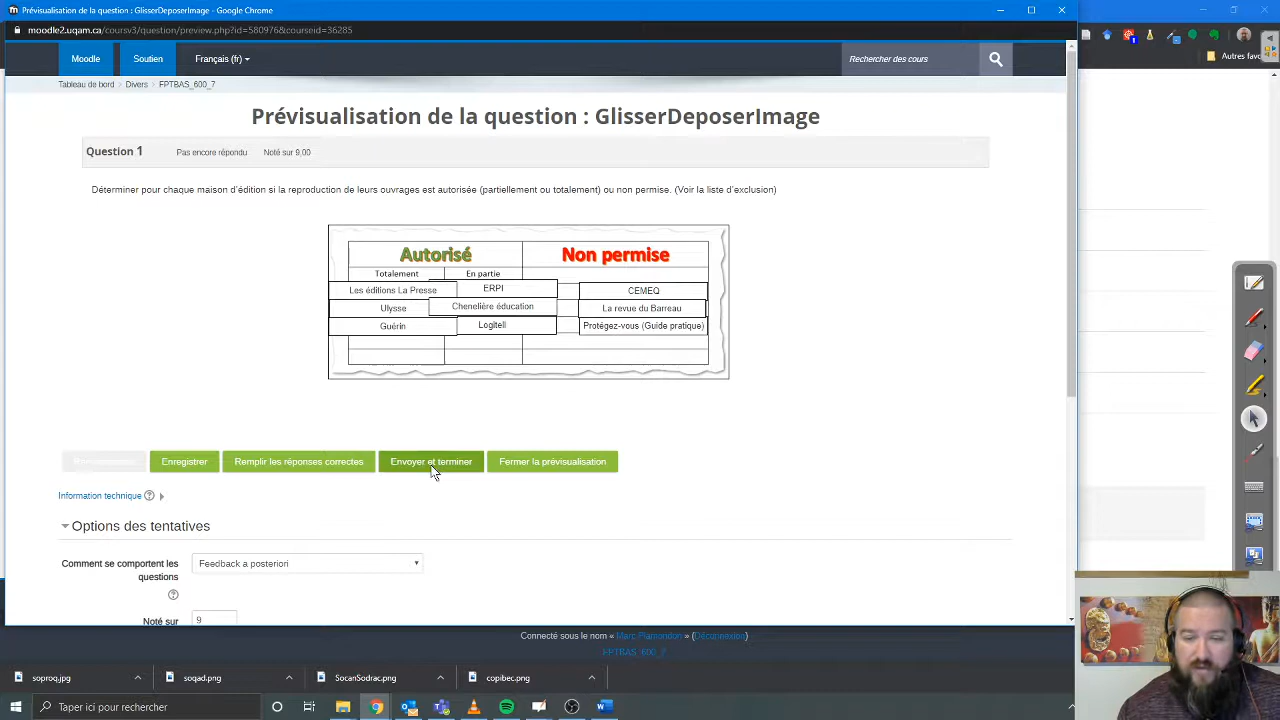 Prévisualisation de la question : GlisserDeposerImage - Google Chrome
moodle2.uqam.ca/coursv3/question/preview.php?id=580976&courseid=36285
Autres favo
Moodle Soutien Français (fr) Rechercher des cours
Tableau de bord Divers FPTBAS_600_7
Prévisualisation de la question : GlisserDeposerImage
Question 1 Pas encore répondu Noté sur 9,00
Déterminer pour chaque maison d'édition si la reproduction de leurs ouvrages est autorisée (partiellement ou totalement) ou non permise. (Voir la liste d'exclusion)
Autorisé Non permise
Totalement En partie
Les éditions La Presse ERPI CEMEQ
Ulysse Chenelière éducation La revue du Barreau
Guérin Logitell Protégez-vous (Guide pratique)
Enregistrer Remplir les réponses correctes Envoyer et terminer Fermer la prévisualisation
Information technique
Options des tentatives
Comment se comportent les questions Feedback a posteriori
Noté sur 9
Connecté sous le nom « Marc Plamondon » (Déconnexion)
FPTBAS_600_7
soproq.jpg soqad.png SocanSodrac.png copibec.png
Taper ici pour rechercher